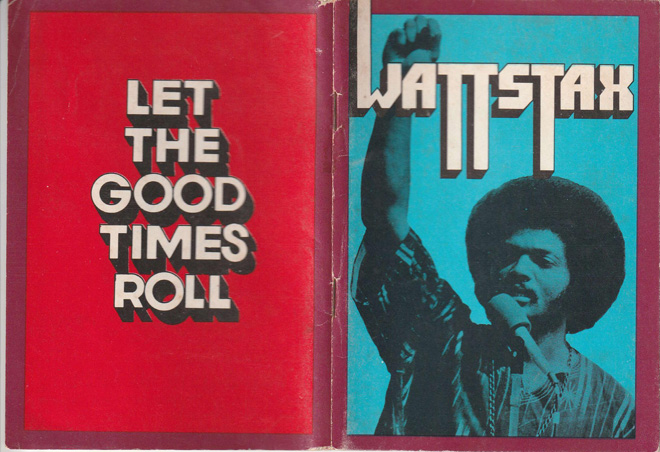 LET
THE
GOOD
TIMES
ROLL
WATTSTAX